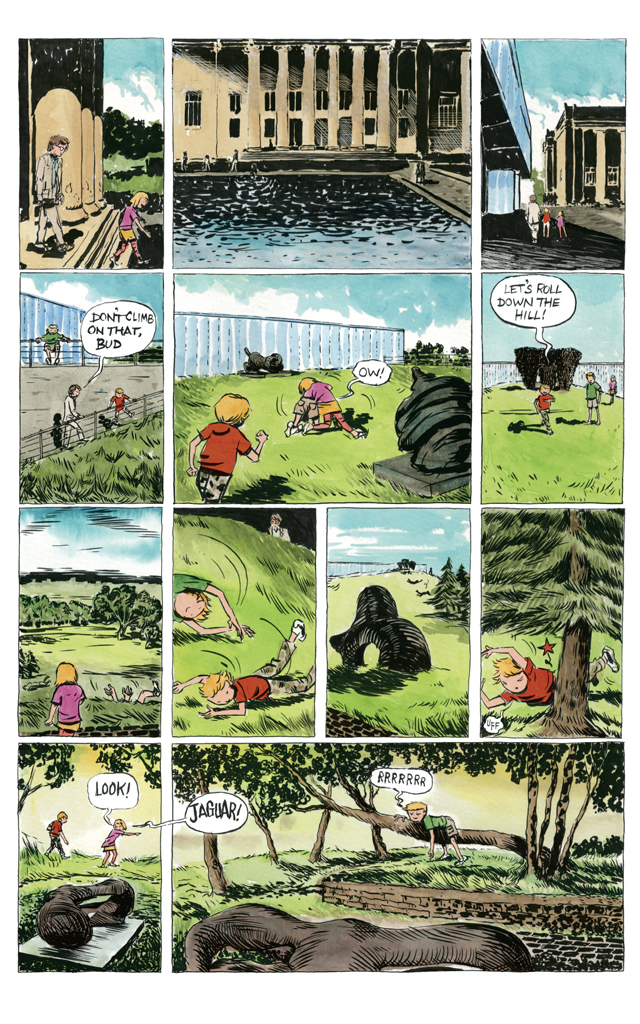 DON'T CLIMB
ON THAT,
BUD
OW!
LET'S ROLL
DOWN THE
HILL!
UFF
LOOK!
JAGUAR!
RRRRRRR